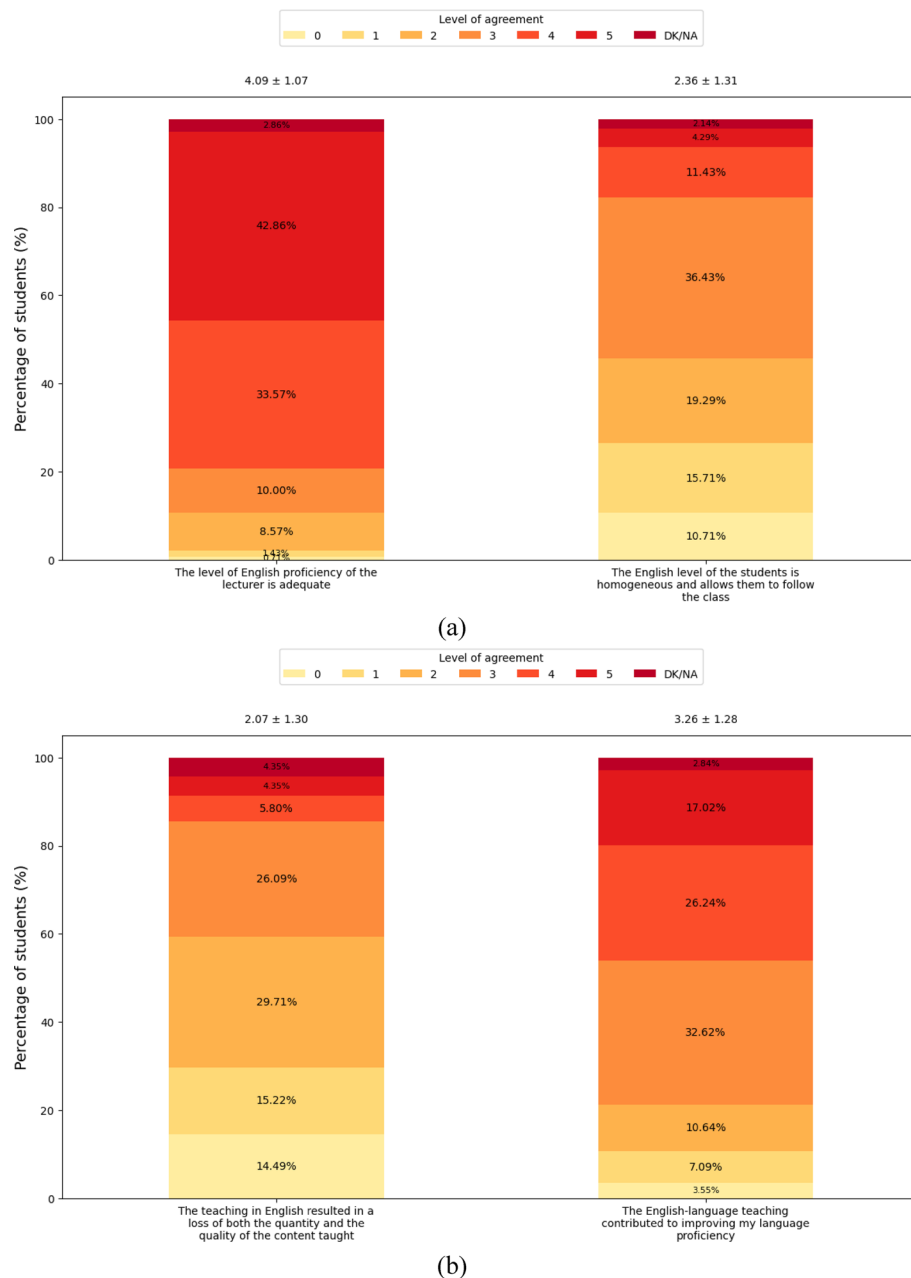 Level of agreement
0 1 2 3 4 5 DK/NA
4.09 ± 1.07 2.36 ± 1.31
Percentage of students (%)
100
80
60
40
20
0
2.86%
42.86%
33.57%
10.00%
8.57%
1.43%
0.71%
2.14%
4.29%
11.43%
36.43%
19.29%
15.71%
10.71%
The level of English proficiency of the
lecturer is adequate
The English level of the students is
homogeneous and allows them to follow
the class
(a)
Level of agreement
0 1 2 3 4 5 DK/NA
2.07 ± 1.30 3.26 ± 1.28
Percentage of students (%)
100
80
60
40
20
0
4.35%
4.35%
5.80%
26.09%
29.71%
15.22%
14.49%
2.84%
17.02%
26.24%
32.62%
10.64%
7.09%
3.55%
The teaching in English resulted in a
loss of both the quantity and the
quality of the content taught
The English-language teaching
contributed to improving my language
proficiency
(b)